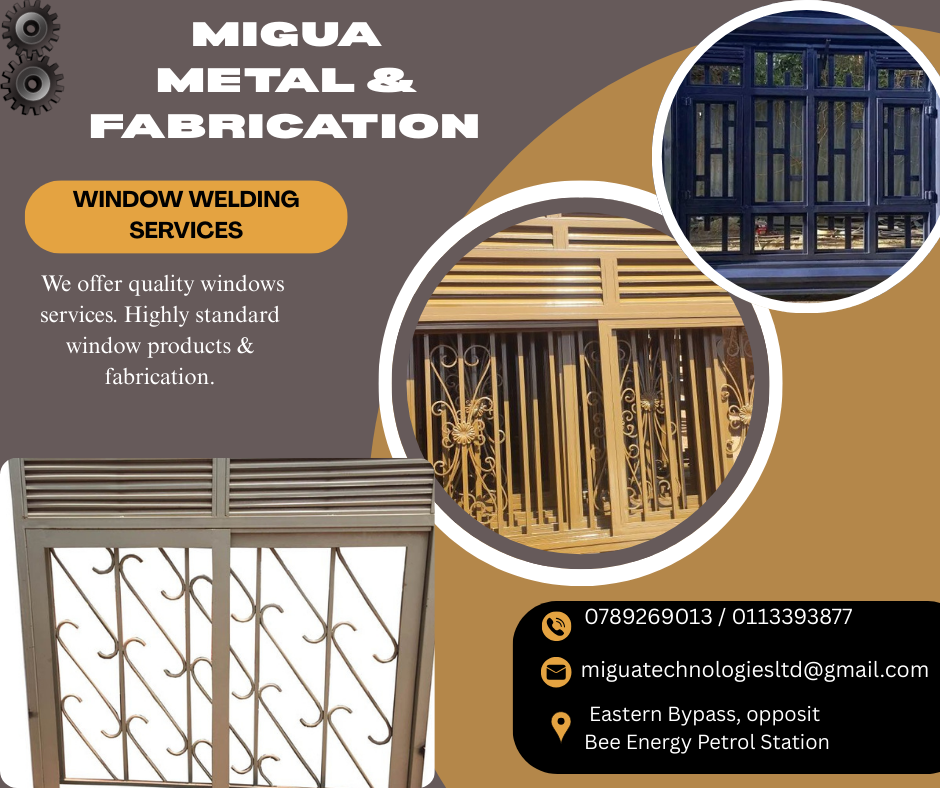 MIGUA
METAL &
FABRICATION
WINDOW WELDING
SERVICES
We offer quality windows
services. Highly standard
window products &
fabrication.
0789269013 / 0113393877
miguatechnologiesltd@gmail.com
Eastern Bypass, opposit
Bee Energy Petrol Station